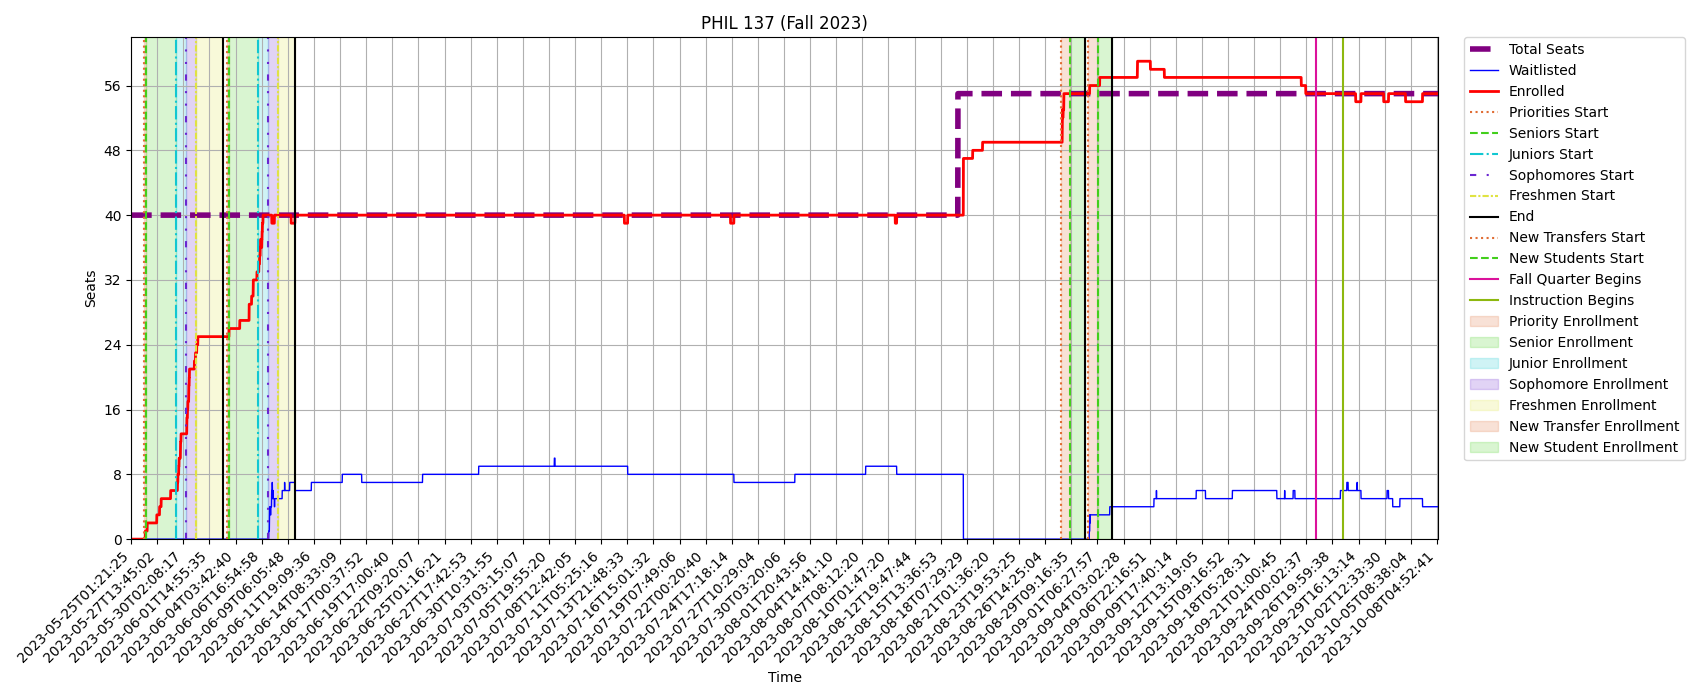 PHIL 137 (Fall 2023)
Seats
56
48
40
32
24
16
8
0
2023-05-25T01:21:25
2023-05-27T13:45:02
2023-05-30T02:08:17
2023-06-01T14:55:35
2023-06-04T03:42:40
2023-06-06T16:54:58
2023-06-09T06:05:48
2023-06-11T19:09:36
2023-06-14T08:33:09
2023-06-17T00:37:52
2023-06-19T17:00:40
2023-06-22T09:20:07
2023-06-25T01:16:21
2023-06-27T17:42:53
2023-06-30T10:31:55
2023-07-03T03:15:07
2023-07-05T19:55:20
2023-07-08T12:42:05
2023-07-11T05:25:16
2023-07-13T21:48:33
2023-07-16T15:01:32
2023-07-19T07:49:06
2023-07-22T00:20:40
2023-07-24T17:18:14
2023-07-27T10:29:04
2023-07-30T03:20:06
2023-08-01T20:43:56
2023-08-04T14:41:10
2023-08-07T08:12:20
2023-08-10T01:47:20
2023-08-12T19:47:44
2023-08-15T13:36:53
2023-08-18T07:29:29
2023-08-21T01:36:20
2023-08-23T19:53:25
2023-08-26T14:25:04
2023-08-29T09:16:35
2023-09-01T06:27:57
2023-09-04T03:02:28
2023-09-06T22:16:51
2023-09-09T17:40:14
2023-09-12T13:19:05
2023-09-15T09:16:52
2023-09-18T05:28:31
2023-09-21T01:00:45
2023-09-24T00:02:37
2023-09-26T19:59:38
2023-09-29T16:13:14
2023-10-02T12:33:30
2023-10-05T08:38:04
2023-10-08T04:52:41
Time
Total Seats
Waitlisted
Enrolled
Priorities Start
Seniors Start
Juniors Start
Sophomores Start
Freshmen Start
End
New Transfers Start
New Students Start
Fall Quarter Begins
Instruction Begins
Priority Enrollment
Senior Enrollment
Junior Enrollment
Sophomore Enrollment
Freshmen Enrollment
New Transfer Enrollment
New Student Enrollment